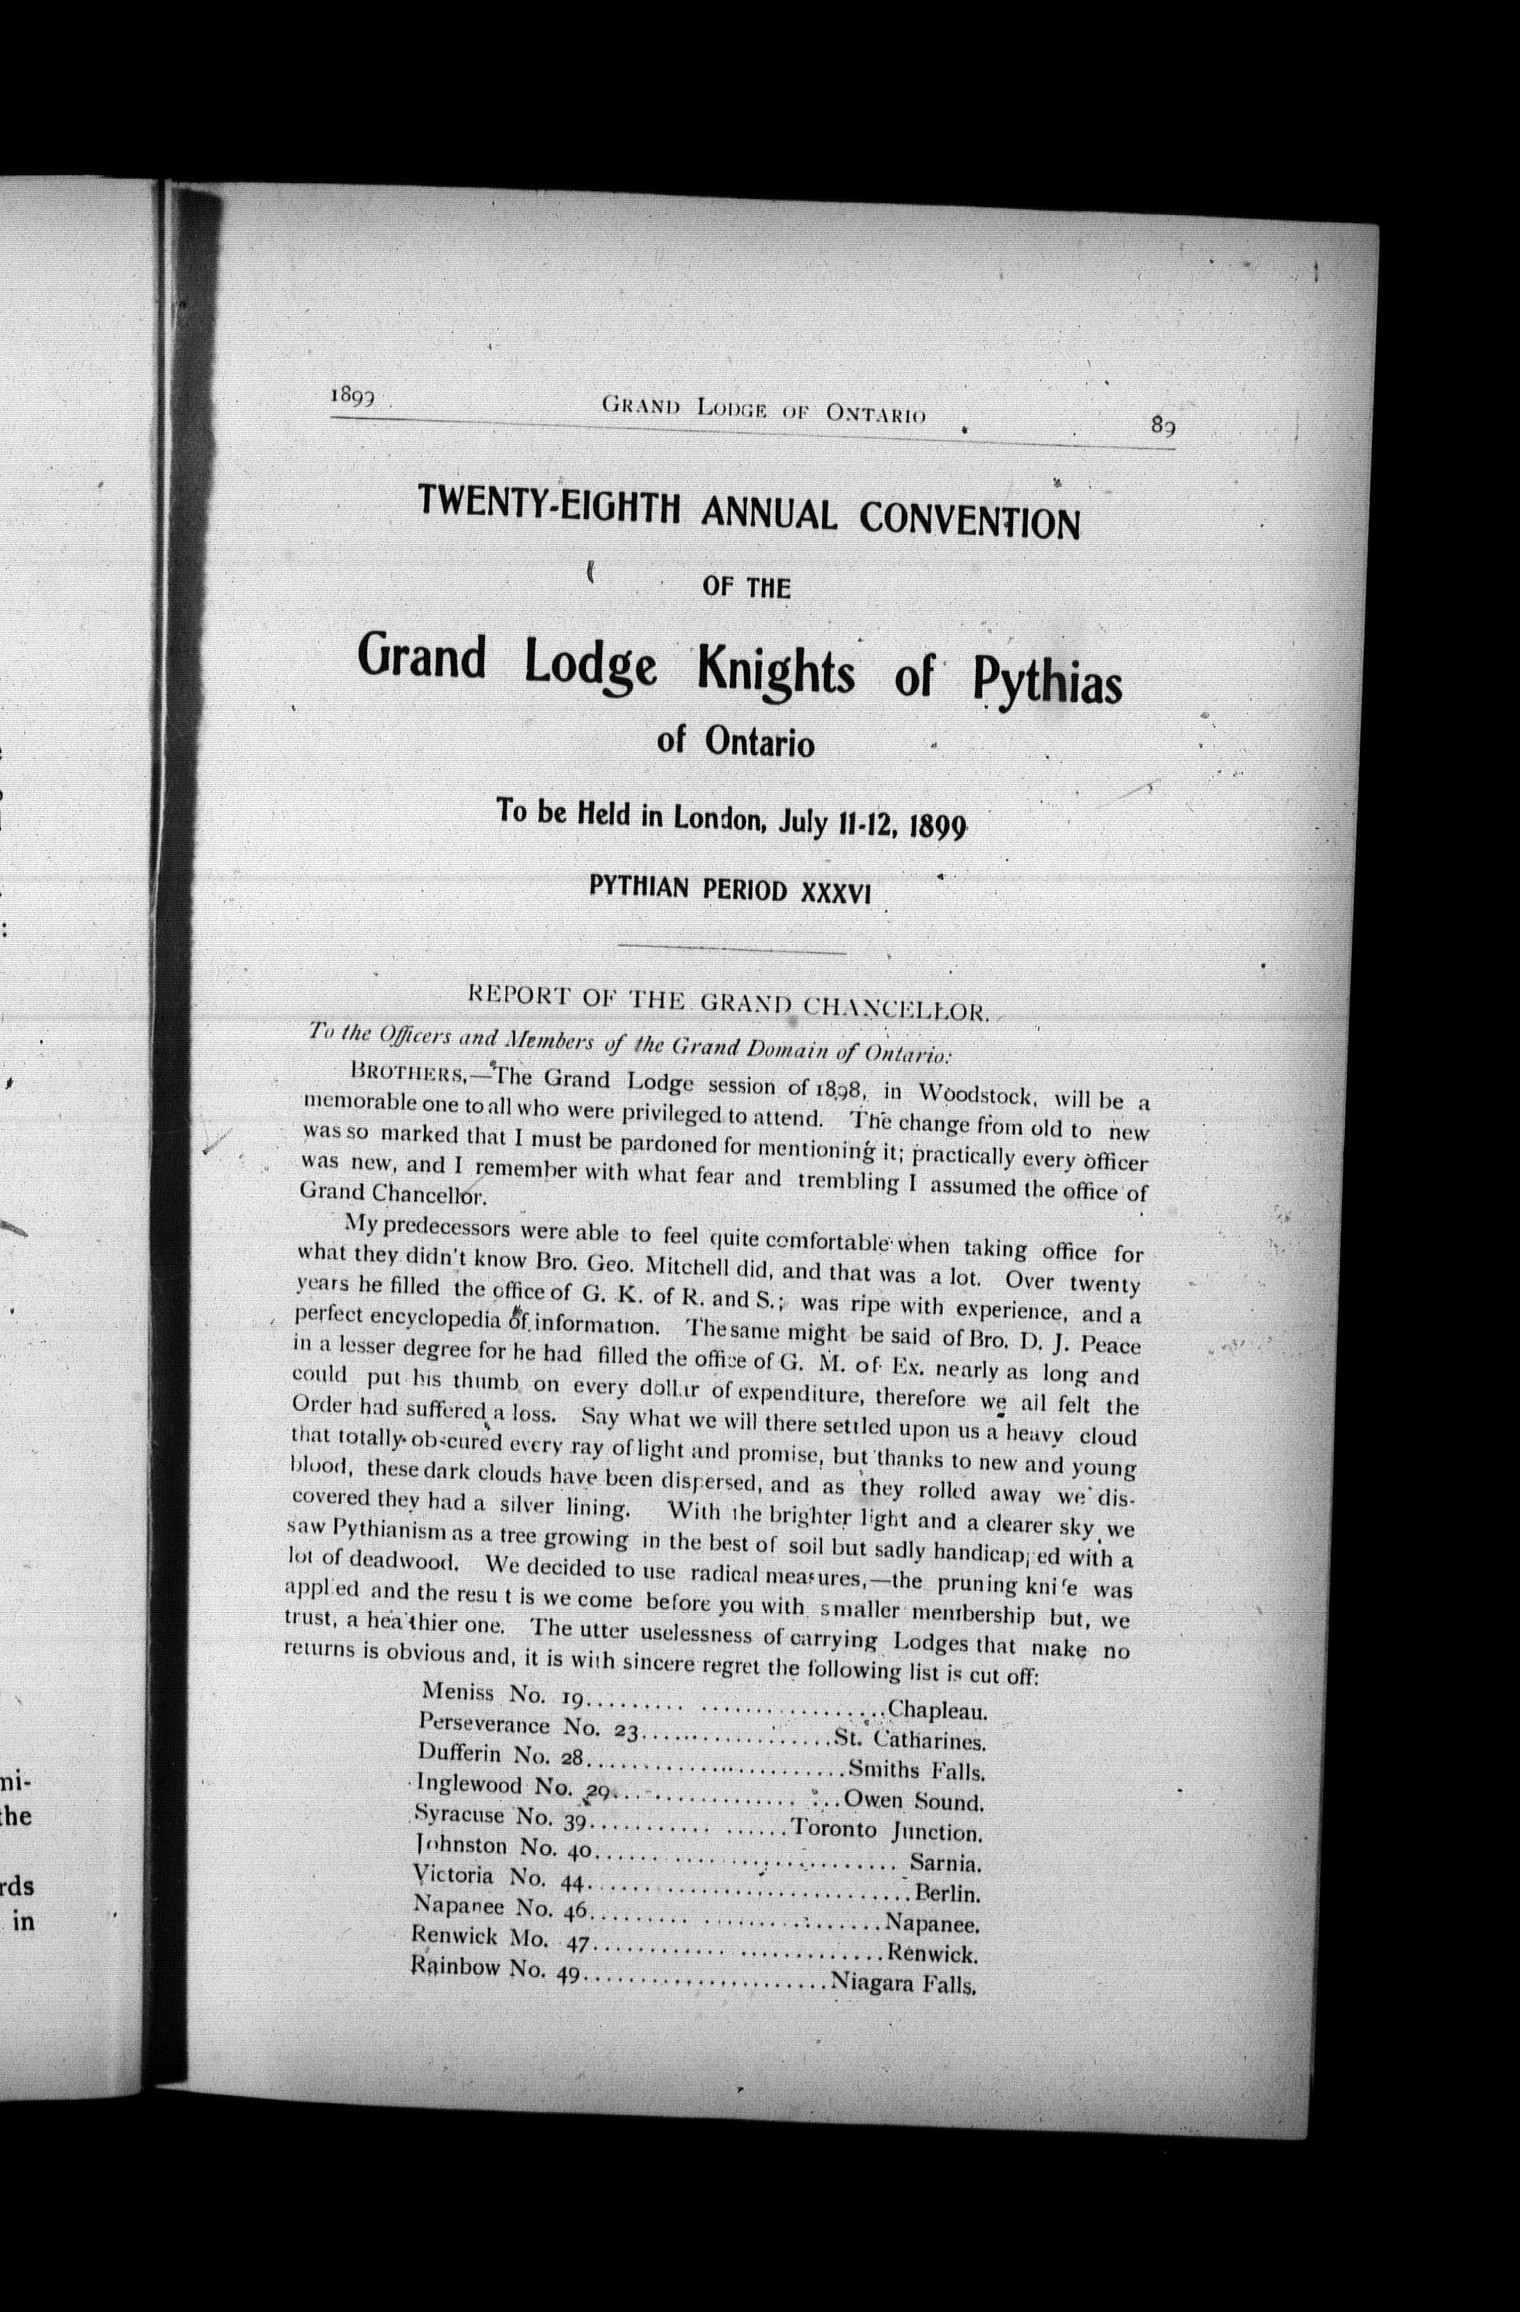 1899 GRAND LODGE OF ONTARIO 89
TWENTY-EIGHTH ANNUAL CONVENTION
OF THE
Grand Lodge Knights of Pythias
of Ontario
To be Held in London, July 11-12, 1899
PYTHIAN PERIOD XXXVI
REPORT OF THE GRAND CHANCELLOR.
To the Officers and Members of the Grand Domain of Ontario:
BROTHERS,—The Grand Lodge session of 1898, in Woodstock, will be a
memorable one to all who were privileged to attend. The change from old to new
was so marked that I must be pardoned for mentioning it; practically every officer
was new, and I remember with what fear and trembling I assumed the office of
Grand Chancellor.
My predecessors were able to feel quite comfortable when taking office for
what they didn't know Bro. Geo. Mitchell did, and that was a lot. Over twenty
years he filled the office of G. K. of R. and S.; was ripe with experience, and a
perfect encyclopedia of information. The same might be said of Bro. D. J. Peace
in a lesser degree for he had filled the office of G. M. of Ex. nearly as long and
could put his thumb on every dollar of expenditure, therefore we all felt the
Order had suffered a loss. Say what we will there settled upon us a heavy cloud
that totally obscured every ray of light and promise, but thanks to new and young
blood, these dark clouds have been dispersed, and as they rolled away we dis-
covered they had a silver lining. With the brighter light and a clearer sky we
saw Pythianism as a tree growing in the best of soil but sadly handicapped with a
lot of deadwood. We decided to use radical measures,—the pruning knife was
applied and the result is we come before you with smaller membership but, we
trust, a healthier one. The utter uselessness of carrying Lodges that make no
returns is obvious and, it is with sincere regret the following list is cut off:
Meniss No. 19..............................Chapleau.
Perseverance No. 23....................St. Catharines.
Dufferin No. 28..........................Smiths Falls.
Inglewood No. 29..........................Owen Sound.
Syracuse No. 39....................Toronto Junction.
Johnston No. 40..............................Sarnia.
Victoria No. 44................................Berlin.
Napanee No. 46..........................Napanee.
Renwick Mo. 47..........................Renwick.
Rainbow No. 49........................Niagara Falls.
mi-
the
rds
in